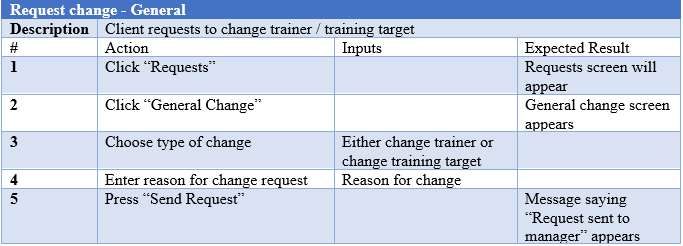 Request change - General
Description Client requests to change trainer / training target
# Action Inputs Expected Result
1 Click “Requests” Requests screen will
appear
2 Click “General Change” General change screen
appears
3 Choose type of change Either change trainer or
change training target
4 Enter reason for change request Reason for change
5 Press “Send Request” Message saying
“Request sent to
manager” appears